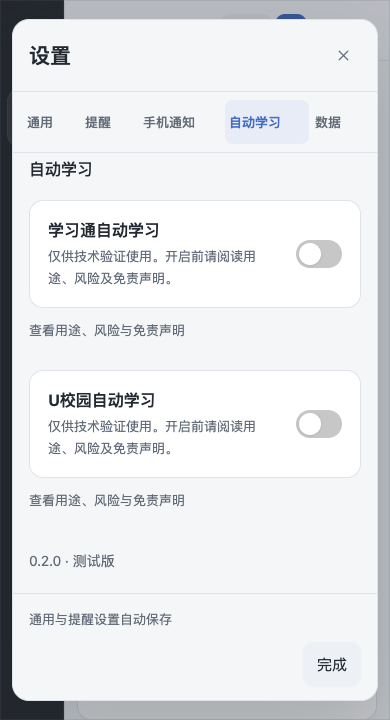 设置
通用
提醒
手机通知
自动学习
数据
自动学习
学习通自动学习
仅供技术验证使用。开启前请阅读用
途、风险及免责声明。
查看用途、风险与免责声明
U校园自动学习
仅供技术验证使用。开启前请阅读用
途、风险及免责声明。
查看用途、风险与免责声明
0.2.0 · 测试版
通用与提醒设置自动保存
完成